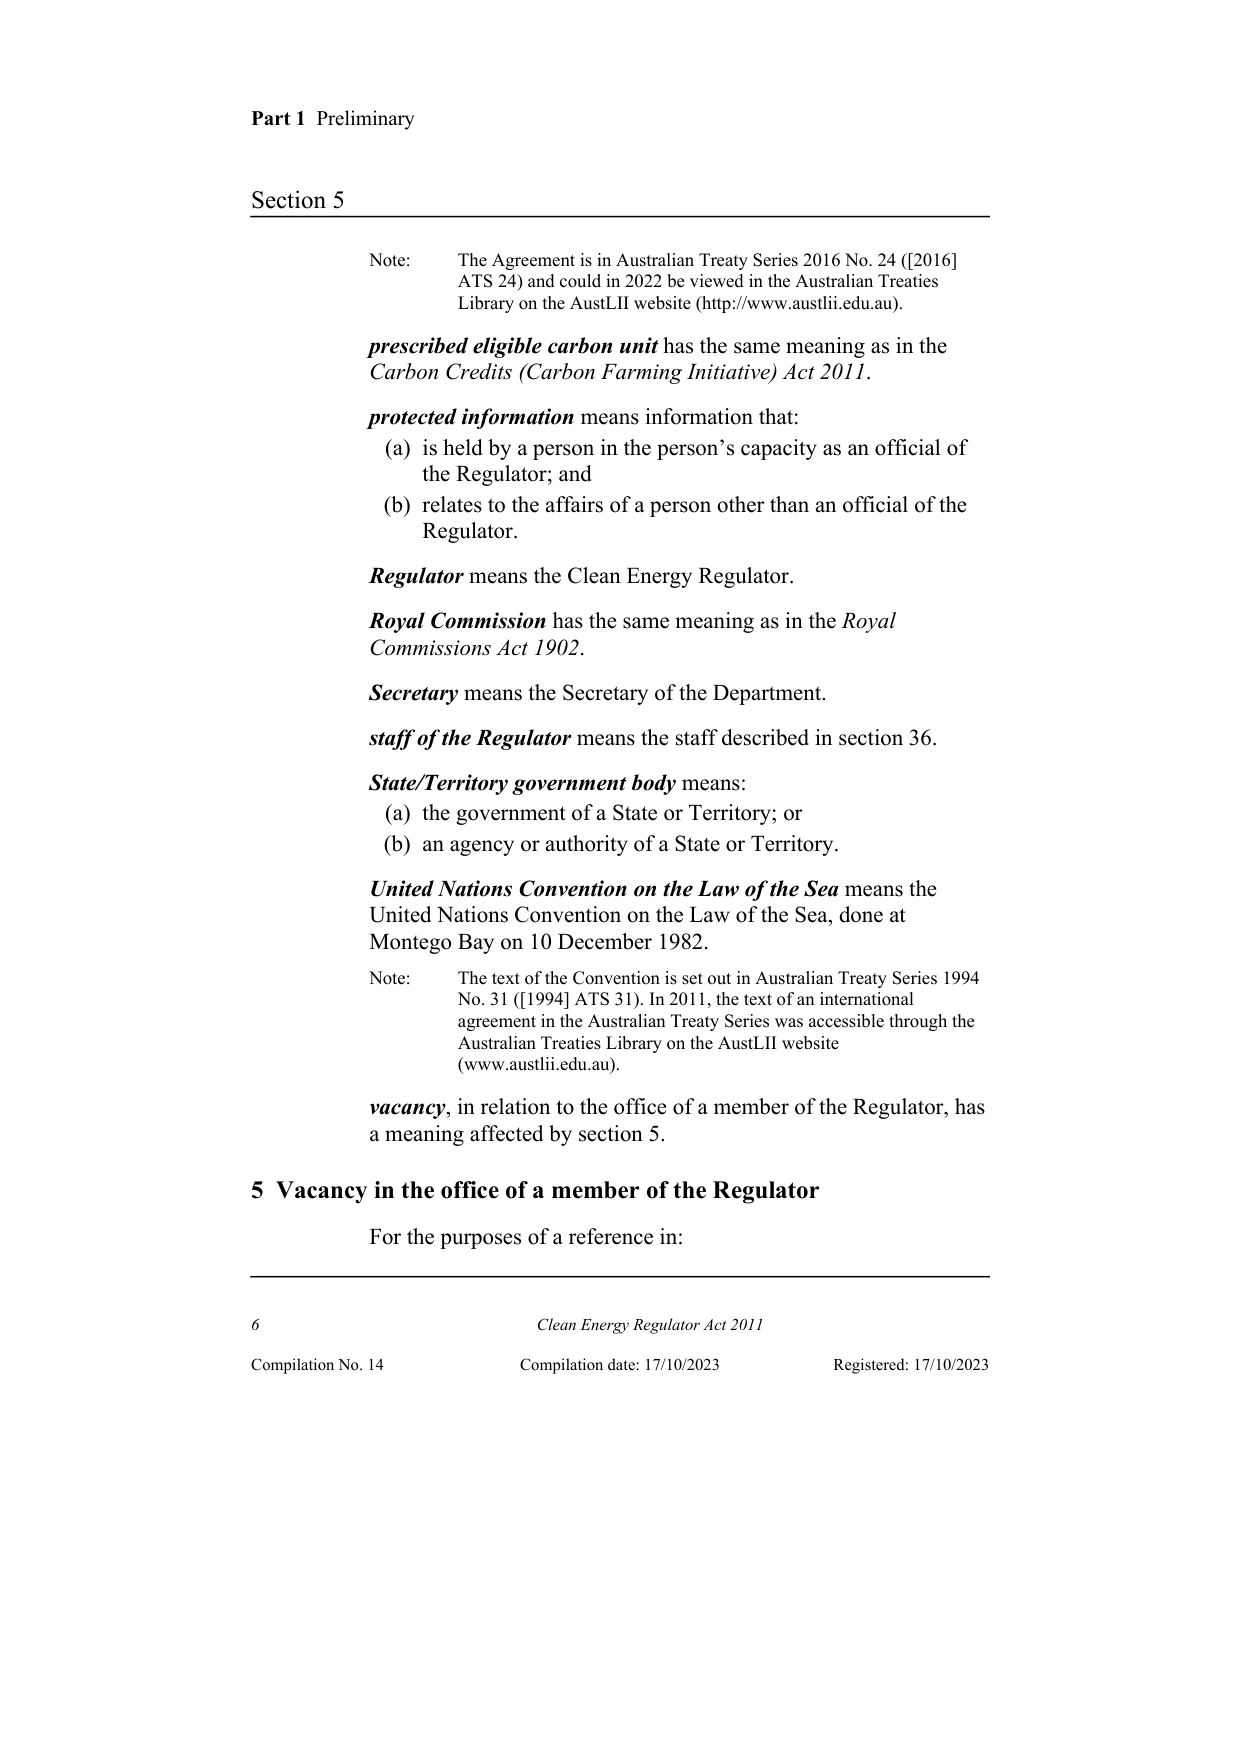 Part 1 Preliminary
Section 5
Note: The Agreement is in Australian Treaty Series 2016 No. 24 ([2016]
ATS 24) and could in 2022 be viewed in the Australian Treaties
Library on the AustLII website (http://www.austlii.edu.au).
prescribed eligible carbon unit has the same meaning as in the
Carbon Credits (Carbon Farming Initiative) Act 2011.
protected information means information that:
(a) is held by a person in the person’s capacity as an official of
the Regulator; and
(b) relates to the affairs of a person other than an official of the
Regulator.
Regulator means the Clean Energy Regulator.
Royal Commission has the same meaning as in the Royal
Commissions Act 1902.
Secretary means the Secretary of the Department.
staff of the Regulator means the staff described in section 36.
State/Territory government body means:
(a) the government of a State or Territory; or
(b) an agency or authority of a State or Territory.
United Nations Convention on the Law of the Sea means the
United Nations Convention on the Law of the Sea, done at
Montego Bay on 10 December 1982.
Note: The text of the Convention is set out in Australian Treaty Series 1994
No. 31 ([1994] ATS 31). In 2011, the text of an international
agreement in the Australian Treaty Series was accessible through the
Australian Treaties Library on the AustLII website
(www.austlii.edu.au).
vacancy, in relation to the office of a member of the Regulator, has
a meaning affected by section 5.
5 Vacancy in the office of a member of the Regulator
For the purposes of a reference in:
6 Clean Energy Regulator Act 2011
Compilation No. 14 Compilation date: 17/10/2023 Registered: 17/10/2023